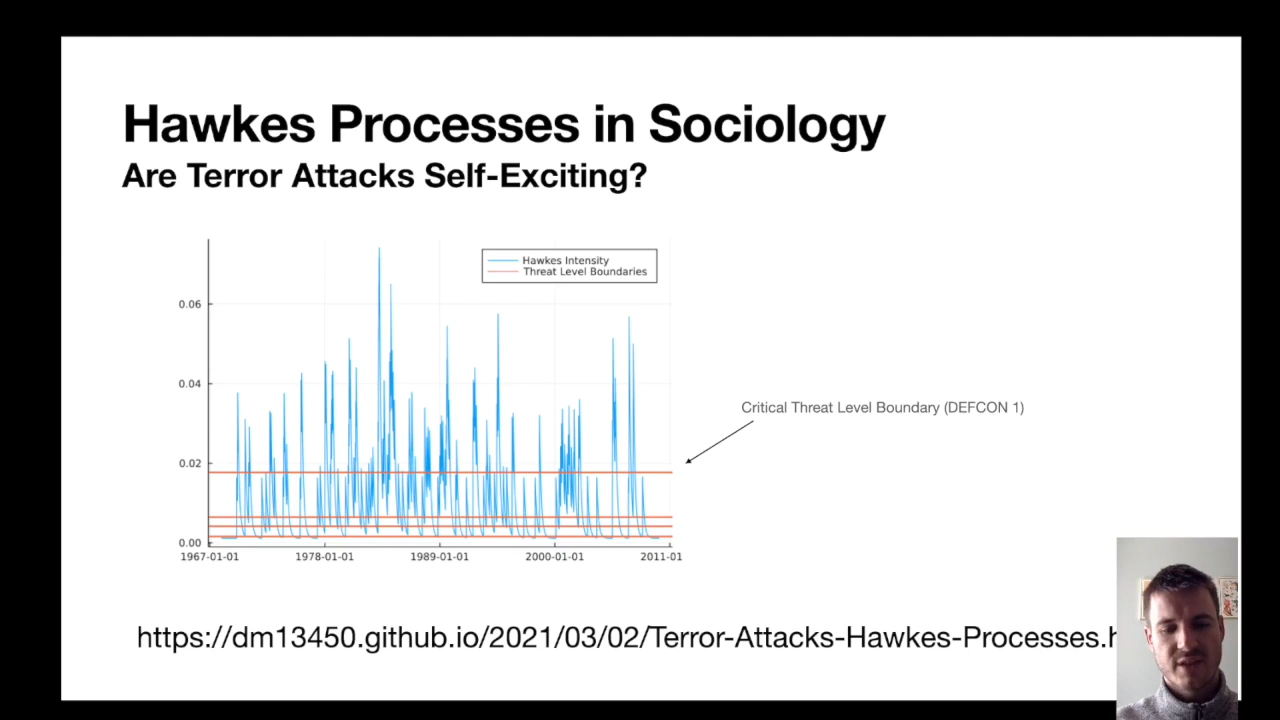 Hawkes Processes in Sociology
Are Terror Attacks Self-Exciting?
Hawkes Intensity
Threat Level Boundaries
0.06
0.04
0.02
0.00
1967-01-01 1978-01-01 1989-01-01 2000-01-01 2011-01
Critical Threat Level Boundary (DEFCON 1)
https://dm13450.github.io/2021/03/02/Terror-Attacks-Hawkes-Processes.h